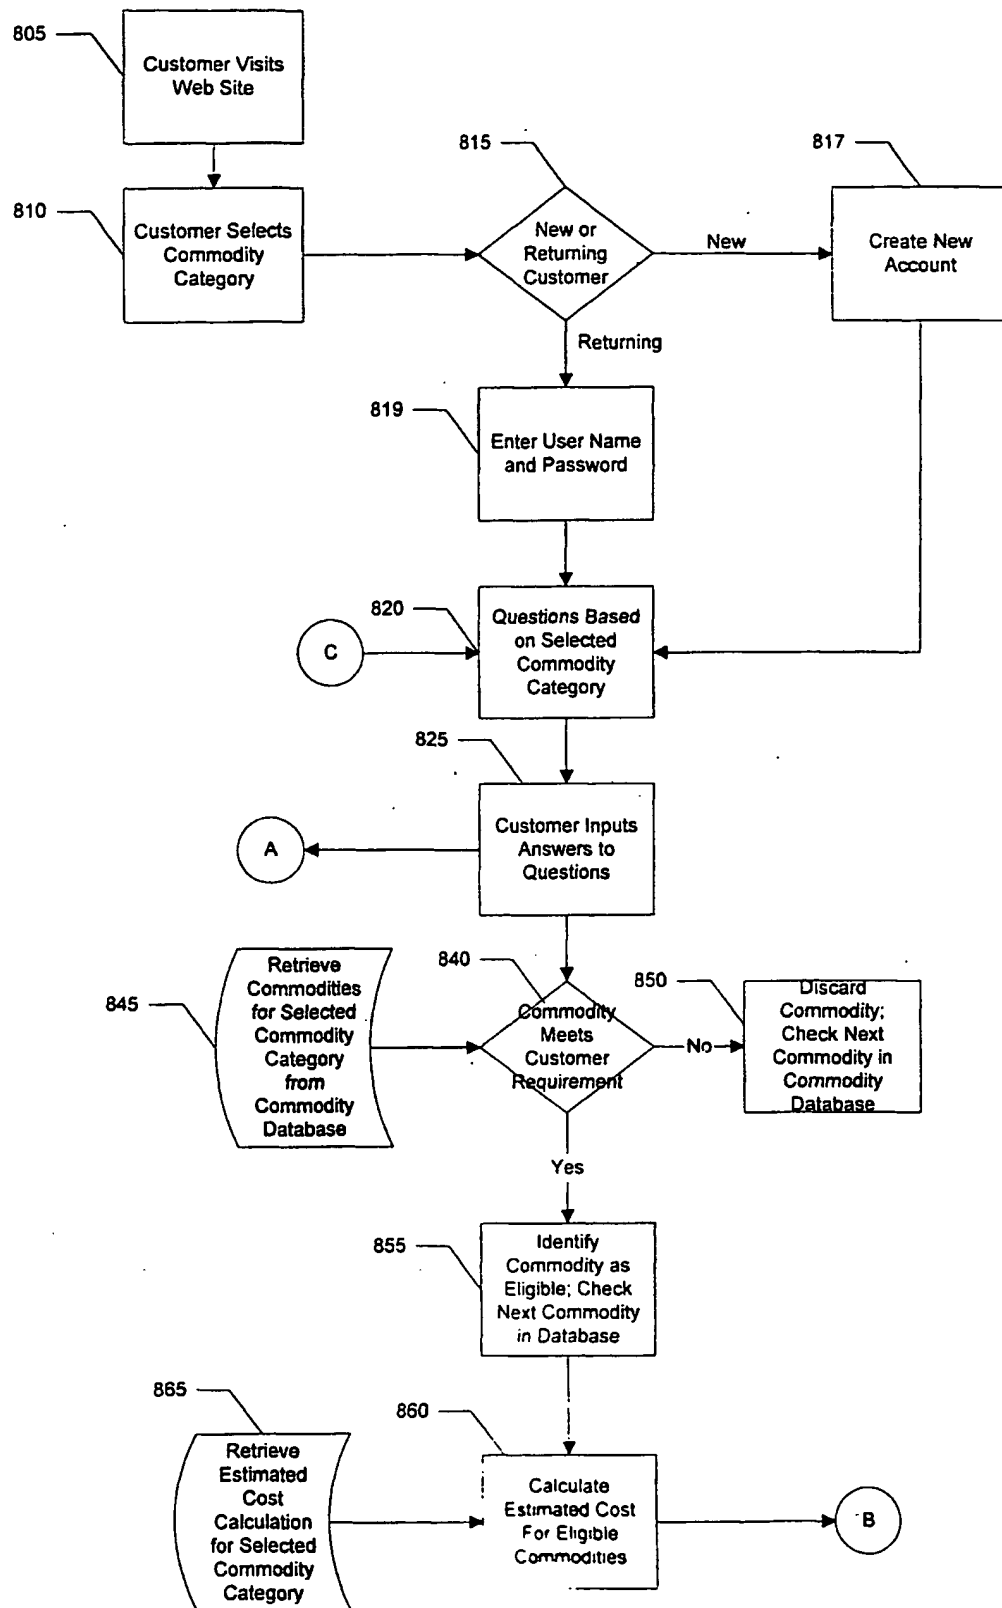 805
Customer Visits
Web Site
810
Customer Selects
Commodity
Category
815
New or
Returning
Customer
New
817
Create New
Account
Returning
819
Enter User Name
and Password
820
Questions Based
on Selected
Commodity
Category
C
825
Customer Inputs
Answers to
Questions
A
845
Retrieve
Commodities
for Selected
Commodity
Category
from
Commodity
Database
840
Commodity
Meets
Customer
Requirement
No
850
Discard
Commodity;
Check Next
Commodity in
Commodity
Database
Yes
855
Identify
Commodity as
Eligible; Check
Next Commodity
in Database
865
Retrieve
Estimated
Cost
Calculation
for Selected
Commodity
Category
860
Calculate
Estimated Cost
For Eligible
Commodities
B